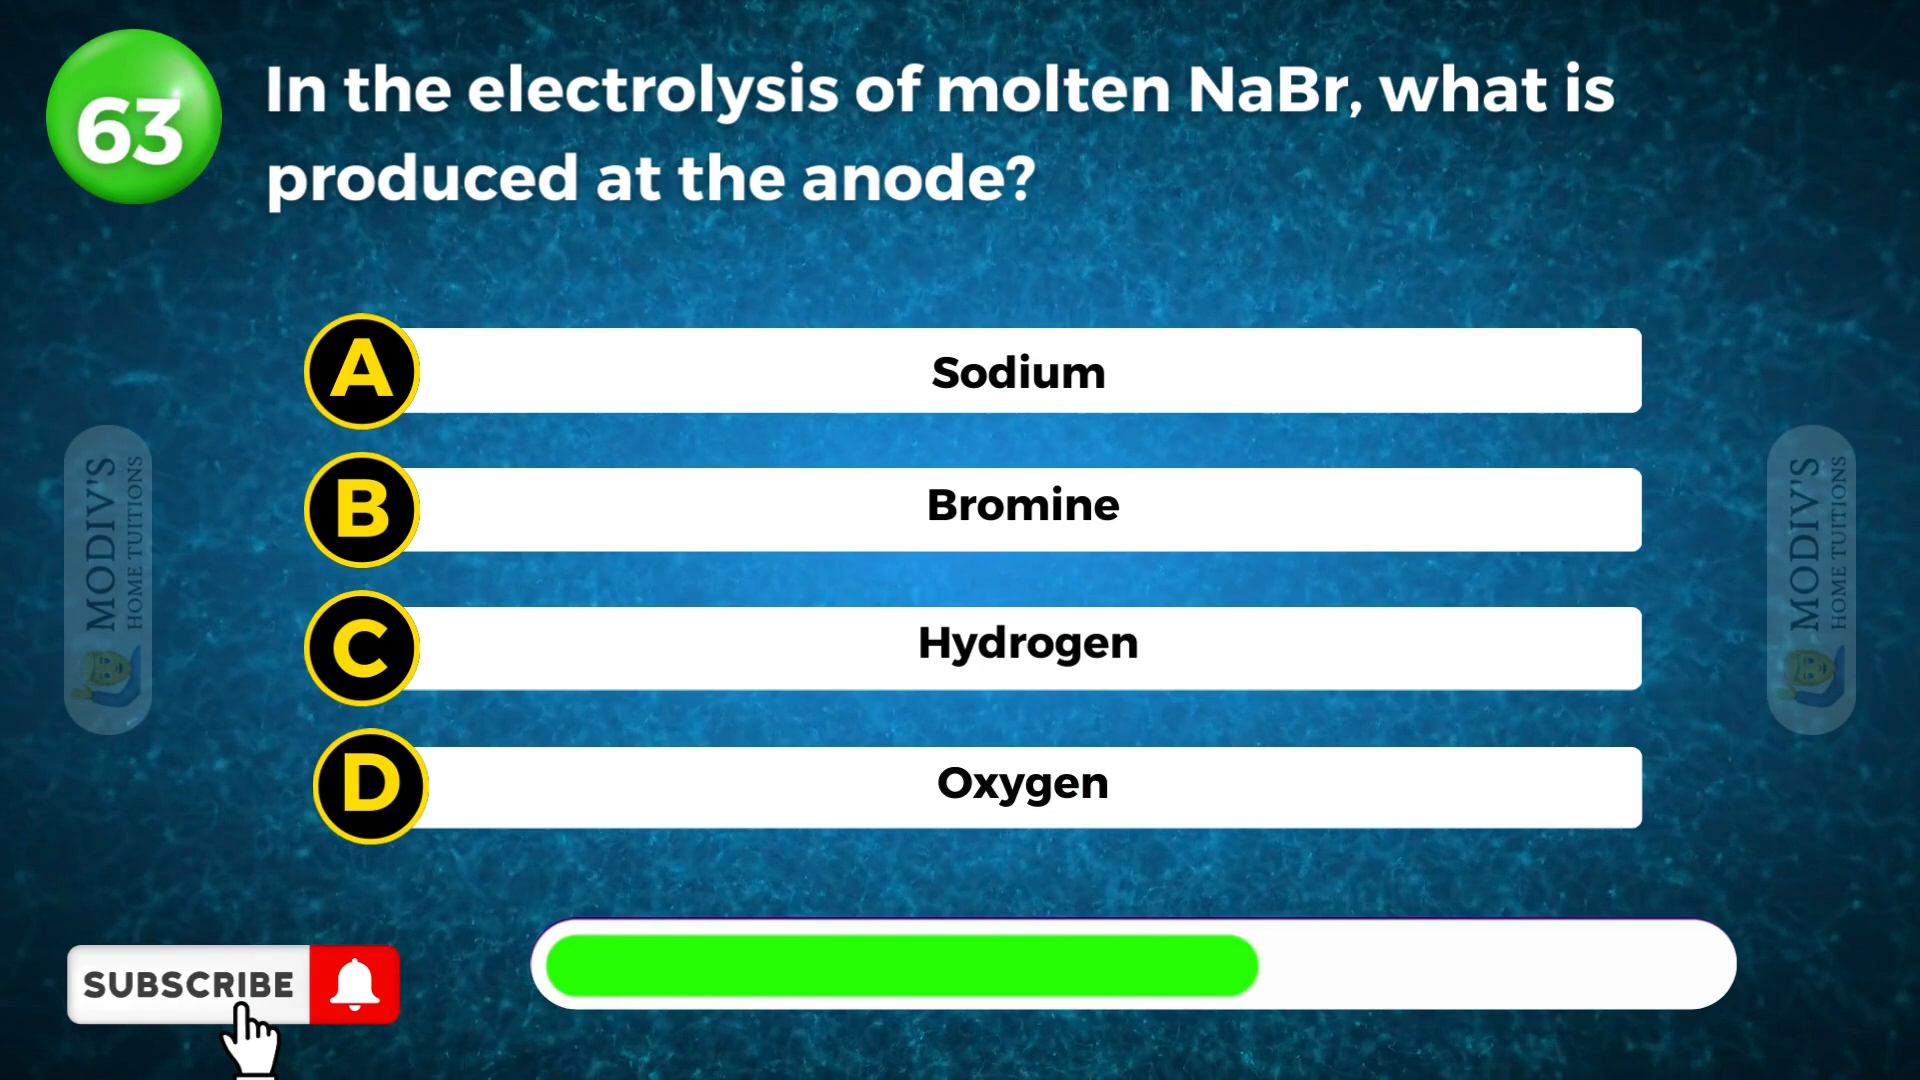 63
In the electrolysis of molten NaBr, what is
produced at the anode?
A
Sodium
B
Bromine
C
Hydrogen
D
Oxygen
MODIV'S
HOME TUITIONS
MODIV'S
HOME TUITIONS
SUBSCRIBE